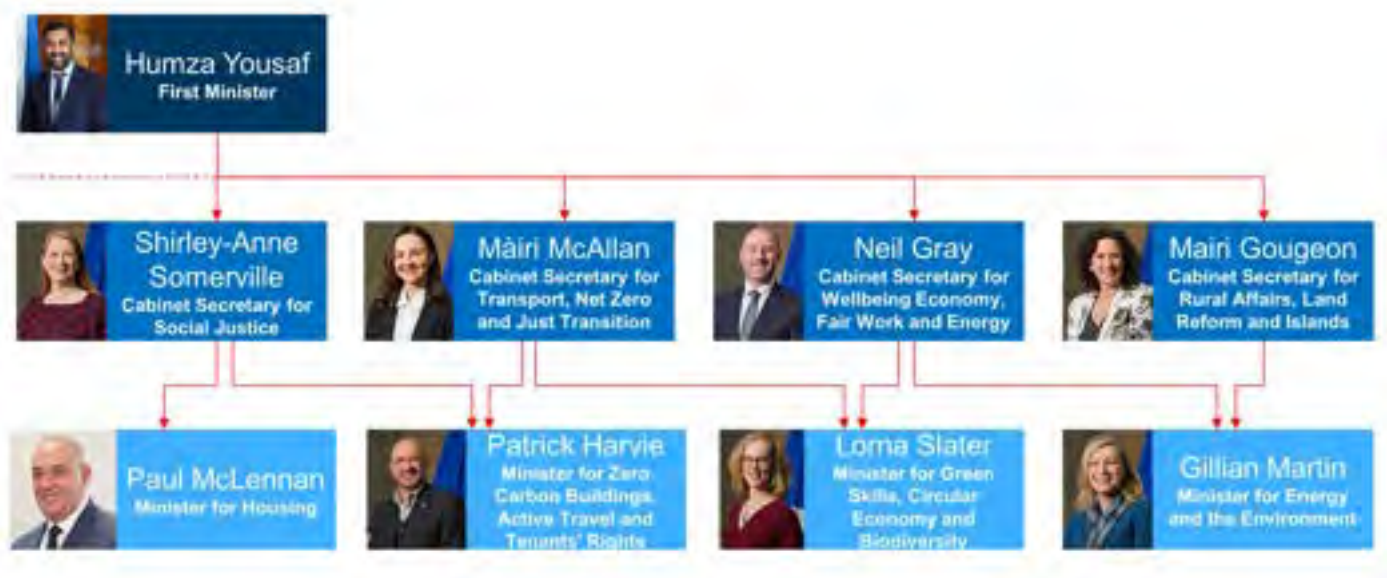 Humza Yousaf
First Minister
Shirley-Anne
Somerville
Cabinet Secretary for
Social Justice
Màiri McAllan
Cabinet Secretary for
Transport, Net Zero
and Just Transition
Neil Gray
Cabinet Secretary for
Wellbeing Economy,
Fair Work and Energy
Mairi Gougeon
Cabinet Secretary for
Rural Affairs, Land
Reform and Islands
Paul McLennan
Minister for Housing
Patrick Harvie
Minister for Zero
Carbon Buildings,
Active Travel and
Tenants' Rights
Lorna Slater
Minister for Green
Skills, Circular
Economy and
Biodiversity
Gillian Martin
Minister for Energy
and the Environment